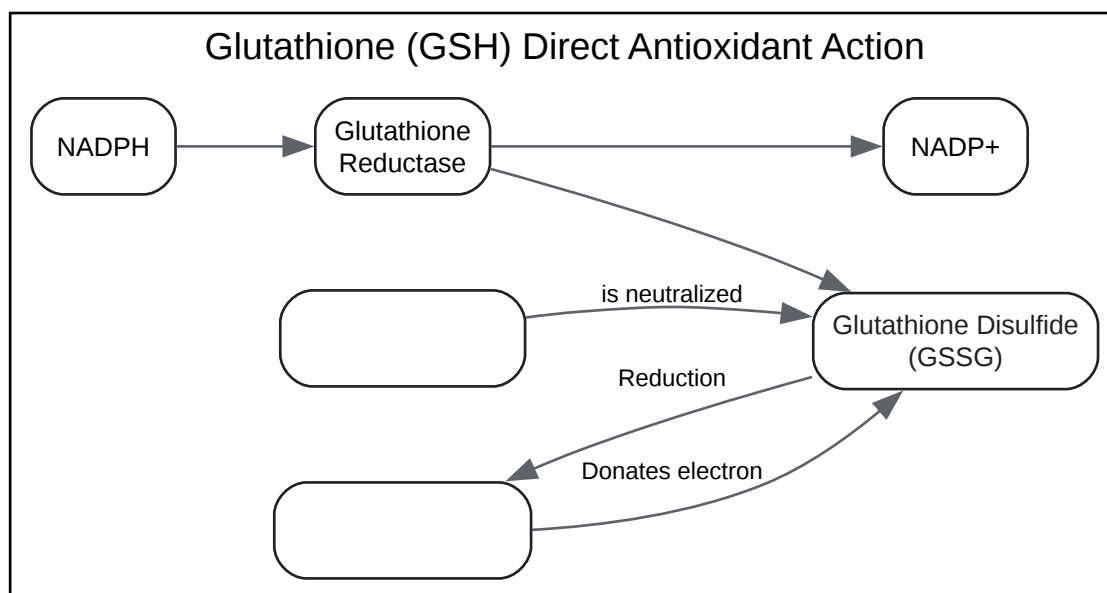 Glutathione (GSH) Direct Antioxidant Action
NADPH
Glutathione
Reductase
NADP+
is neutralized
Glutathione Disulfide
(GSSG)
Reduction
Donates electron